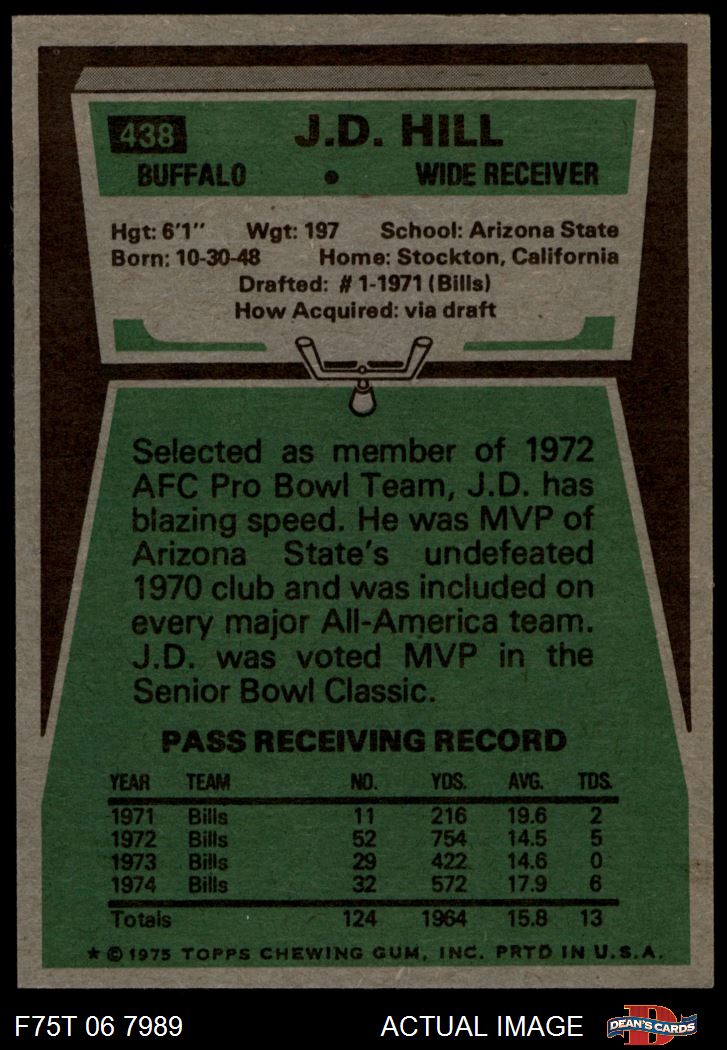 438 J.D. HILL
BUFFALO • WIDE RECEIVER
Hgt: 6'1" Wgt: 197 School: Arizona State
Born: 10-30-48 Home: Stockton, California
Drafted: #1-1971 (Bills)
How Acquired: via draft
Selected as member of 1972
AFC Pro Bowl Team, J.D. has
blazing speed. He was MVP of
Arizona State's undefeated
1970 club and was included on
every major All-America team.
J.D. was voted MVP in the
Senior Bowl Classic.
PASS RECEIVING RECORD
YEAR TEAM NO. YDS. AVG. TDS.
1971 Bills 11 216 19.6 2
1972 Bills 52 754 14.5 5
1973 Bills 29 422 14.6 0
1974 Bills 32 572 17.9 6
Totals 124 1964 15.8 13
* © 1975 TOPPS CHEWING GUM, INC. PRTD IN U.S.A.
F75T 06 7989 ACTUAL IMAGE DEAN'S CARDS